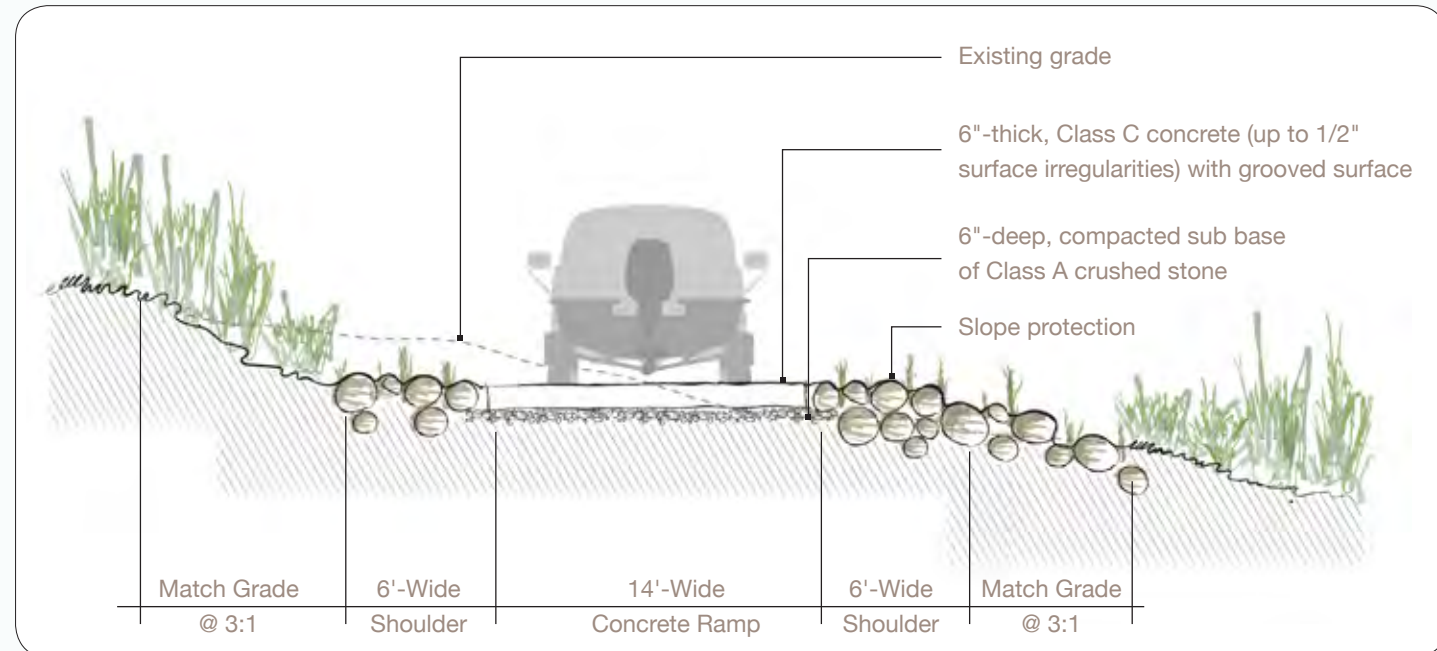 Existing grade
6"-thick, Class C concrete (up to 1/2"
surface irregularities) with grooved surface
6"-deep, compacted sub base
of Class A crushed stone
Slope protection
Match Grade
@ 3:1
6'-Wide
Shoulder
14'-Wide
Concrete Ramp
6'-Wide
Shoulder
Match Grade
@ 3:1